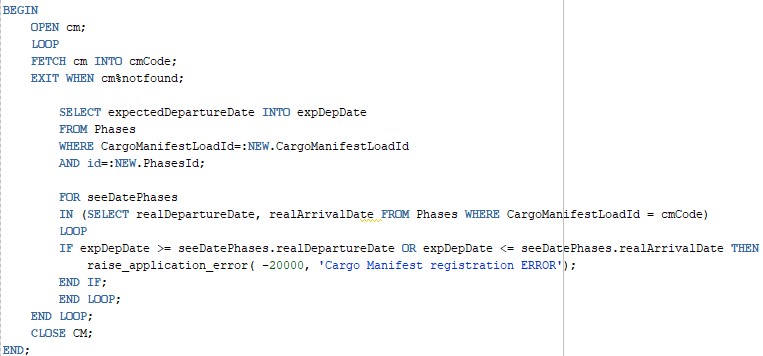 BEGIN
OPEN cm;
LOOP
FETCH cm INTO cmCode;
EXIT WHEN cm%notfound;
SELECT expectedDepartureDate INTO expDepDate
FROM Phases
WHERE CargoManifestLoadId=:NEW.CargoManifestLoadId
AND id=:NEW.PhasesId;
FOR seeDatePhases
IN (SELECT realDepartureDate, realArrivalDate FROM Phases WHERE CargoManifestLoadId = cmCode)
LOOP
IF expDepDate >= seeDatePhases.realDepartureDate OR expDepDate <= seeDatePhases.realArrivalDate THEN
raise_application_error( -20000, 'Cargo Manifest registration ERROR');
END IF;
END LOOP;
END LOOP;
CLOSE CM;
END;